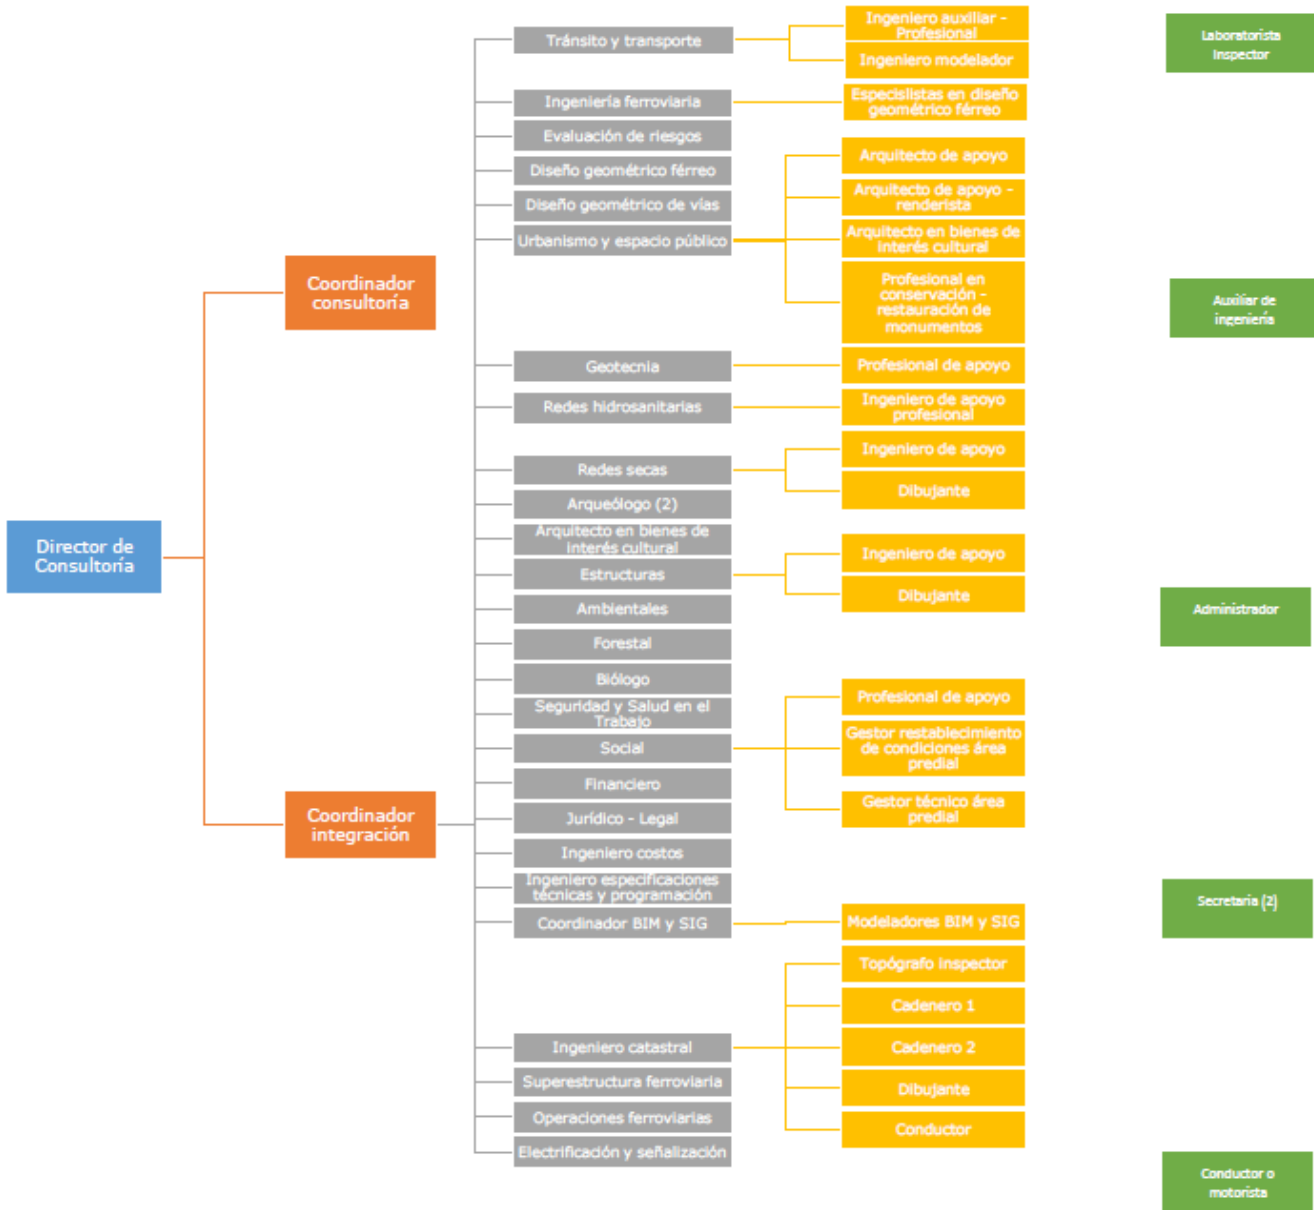 Director de
Consultoría
Coordinador
consultoría
Coordinador
integración
Tránsito y transporte
Ingeniería ferroviaria
Evaluación de riesgos
Diseño geométrico férreo
Diseño geométrico de vías
Urbanismo y espacio público
Geotecnia
Redes hidrosanitarias
Redes secas
Arqueólogo (2)
Arquitecto en bienes de
interés cultural
Estructuras
Ambientales
Forestal
Biólogo
Seguridad y Salud en el
Trabajo
Social
Financiero
Jurídico - Legal
Ingeniero costos
Ingeniero especificaciones
técnicas y programación
Coordinador BIM y SIG
Ingeniero catastral
Superestructura ferroviaria
Operaciones ferroviarias
Electrificación y señalización
Ingeniero auxiliar -
Profesional
Ingeniero modelador
Especislistas en diseño
geométrico férreo
Arquitecto de apoyo
Arquitecto de apoyo -
renderista
Arquitecto en bienes de
interés cultural
Profesional en
conservación -
restauración de
monumentos
Profesional de apoyo
Ingeniero de apoyo
profesional
Ingeniero de apoyo
Dibujante
Ingeniero de apoyo
Dibujante
Profesional de apoyo
Gestor restablecimiento
de condiciones área
predial
Gestor técnico área
predial
Modeladores BIM y SIG
Topógrafo inspector
Cadenero 1
Cadenero 2
Dibujante
Conductor
Laboratorista
Inspector
Auxiliar de
ingeniería
Administrador
Secretaria (2)
Conductor o
motorista